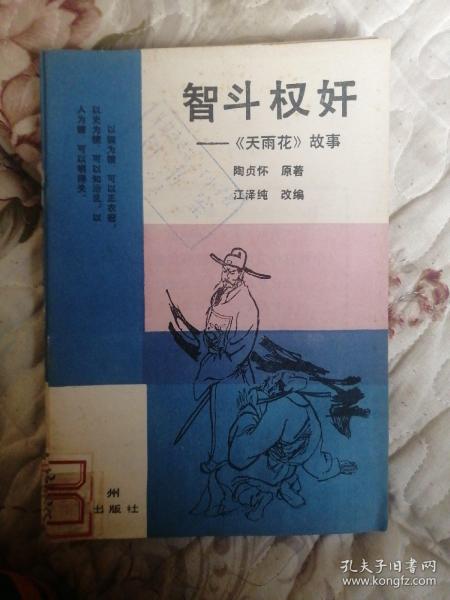 智斗权奸
——《天雨花》故事
陶贞怀 原著
江泽纯 改编
以铜为镜，可以正衣冠，
以史为镜，可以知治乱，以
人为镜，可以明得失。
州
出版社
孔夫子旧书网
www.kongfz.com